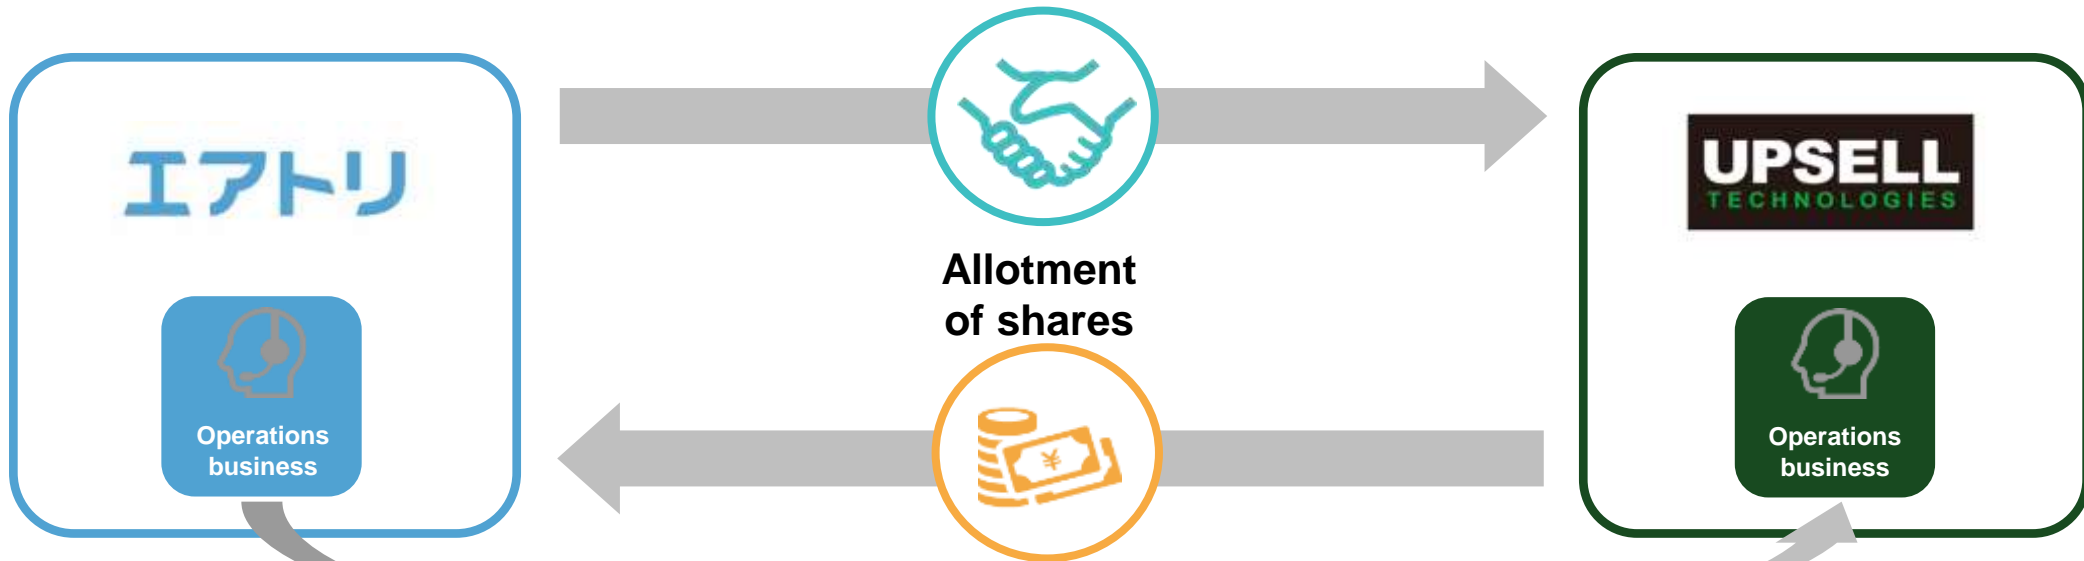 エアトリ
UPSELL
TECHNOLOGIES
Allotment
of shares
Operations
business
¥
Operations
business